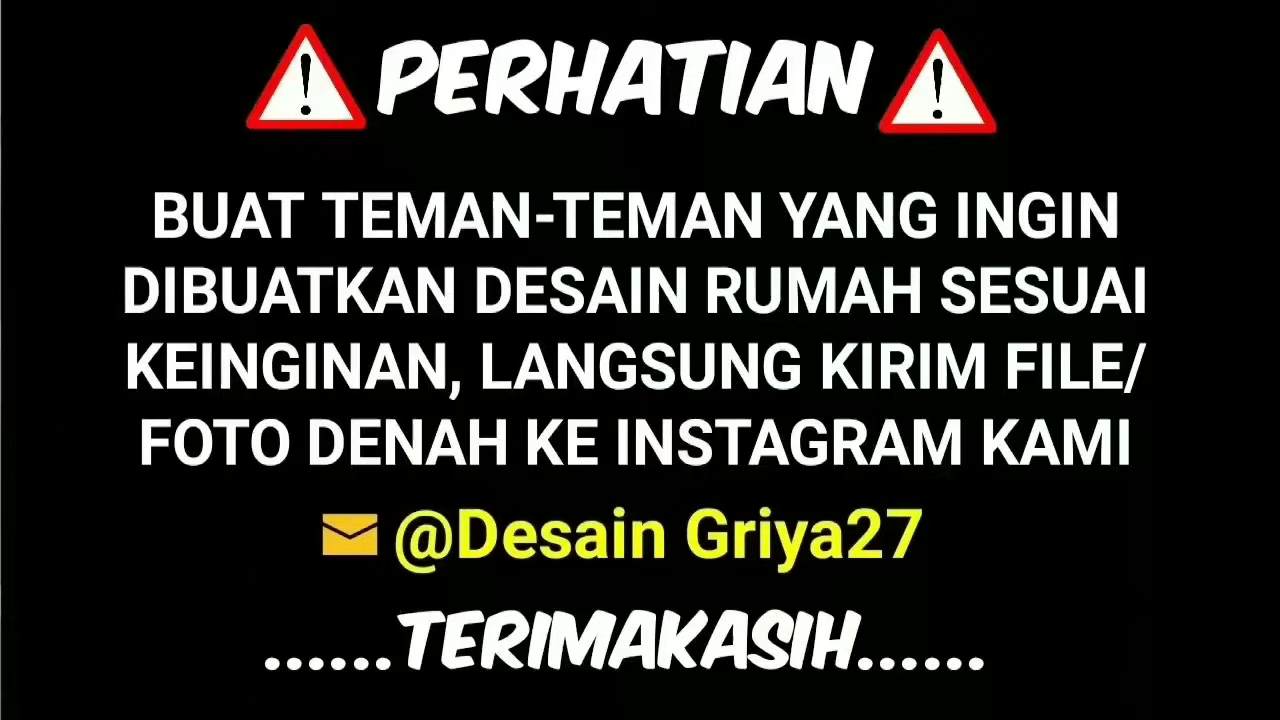 PERHATIAN
BUAT TEMAN-TEMAN YANG INGIN
DIBUATKAN DESAIN RUMAH SESUAI
KEINGINAN, LANGSUNG KIRIM FILE/
FOTO DENAH KE INSTAGRAM KAMI
@Desain Griya27
......TERIMAKASIH......